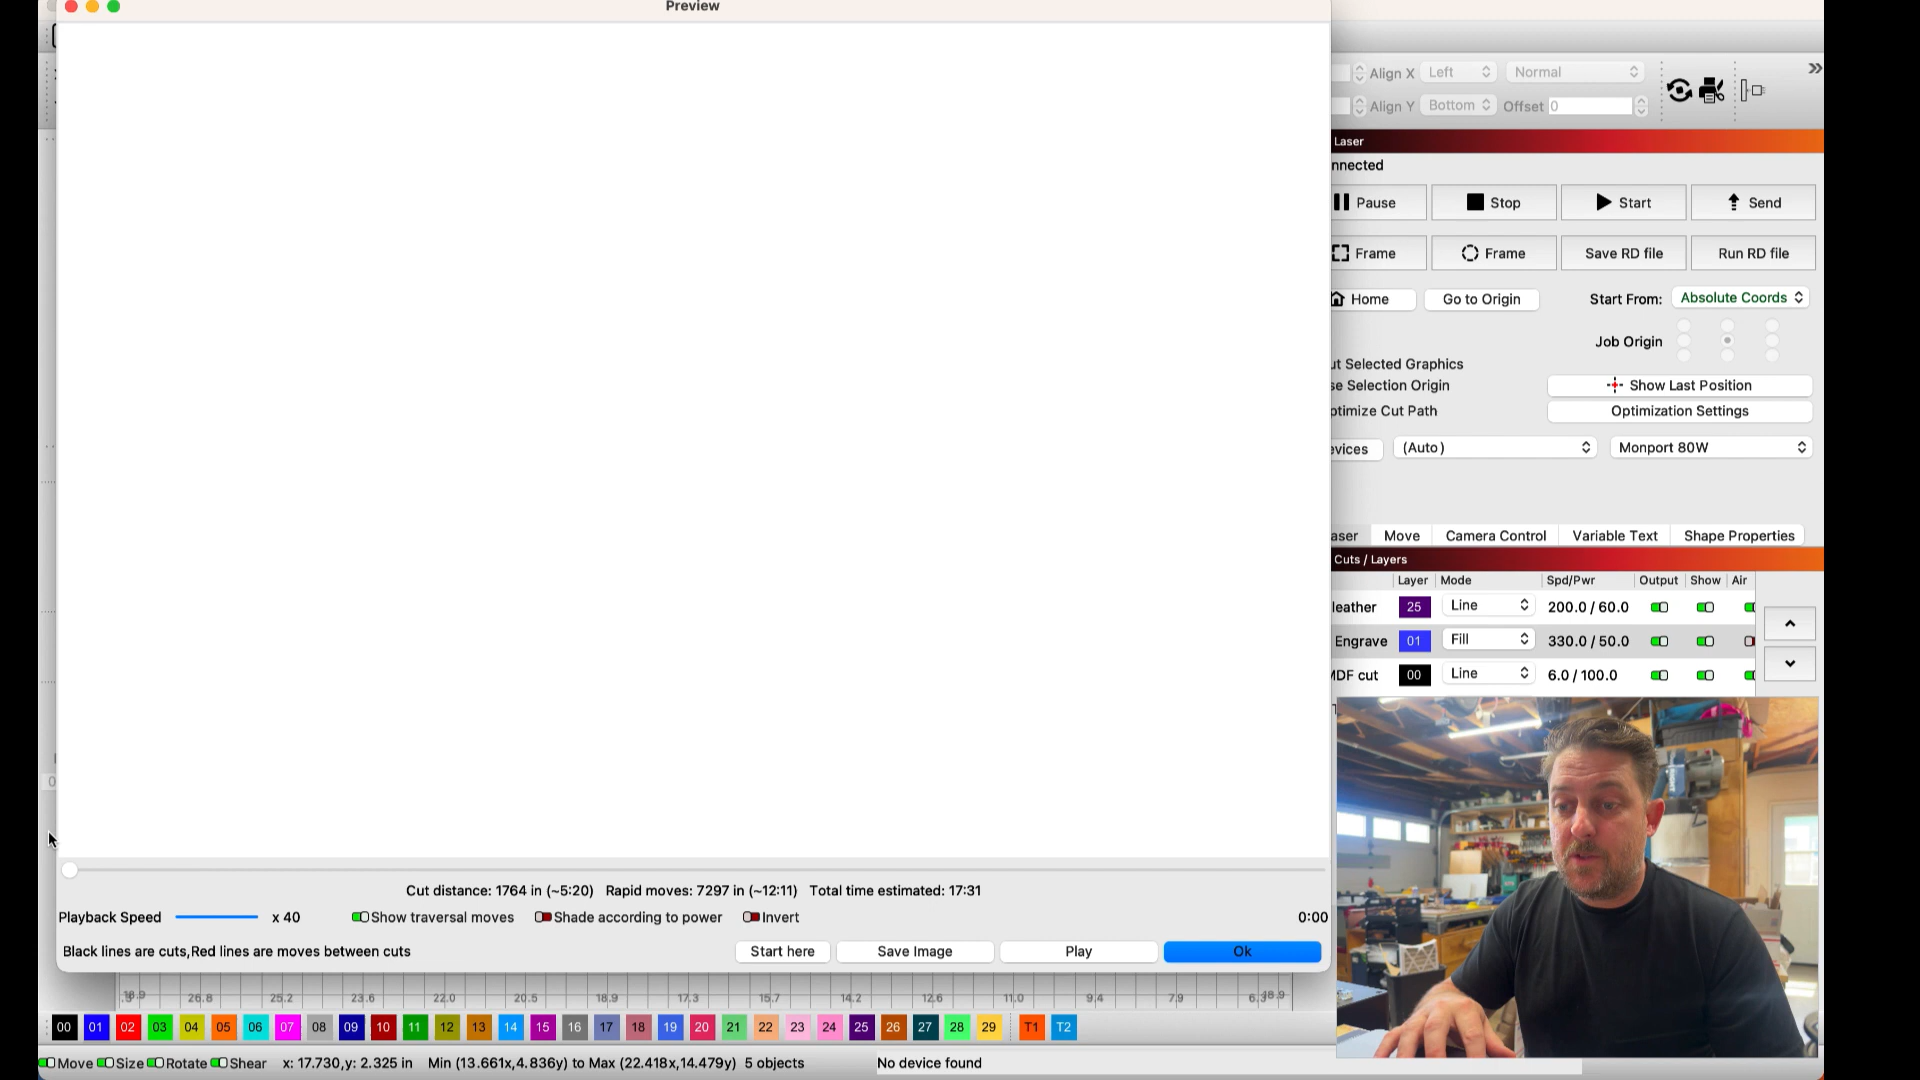 Preview
Align X Left Normal
Align Y Bottom Offset 0
Laser
nnected
Pause Stop Start Send
Frame Frame Save RD file Run RD file
Home Go to Origin Start From: Absolute Coords
Job Origin
ut Selected Graphics
se Selection Origin Show Last Position
ptimize Cut Path Optimization Settings
evices (Auto) Monport 80W
aser Move Camera Control Variable Text Shape Properties
Cuts / Layers
Layer Mode Spd/Pwr Output Show Air
leather 25 Line 200.0 / 60.0
Engrave 01 Fill 330.0 / 50.0
MDF cut 00 Line 6.0 / 100.0
Cut distance: 1764 in (~5:20) Rapid moves: 7297 in (~12:11) Total time estimated: 17:31
Playback Speed x 40 Show traversal moves Shade according to power Invert 0:00
Black lines are cuts,Red lines are moves between cuts Start here Save Image Play Ok
26.8 25.2 23.6 22.0 20.5 18.9 17.3 15.7 14.2 12.6 11.0 9.4 7.9
00 01 02 03 04 05 06 07 08 09 10 11 12 13 14 15 16 17 18 19 20 21 22 23 24 25 26 27 28 29 T1 T2
Move Size Rotate Shear x: 17.730,y: 2.325 in Min (13.661x,4.836y) to Max (22.418x,14.479y) 5 objects No device found